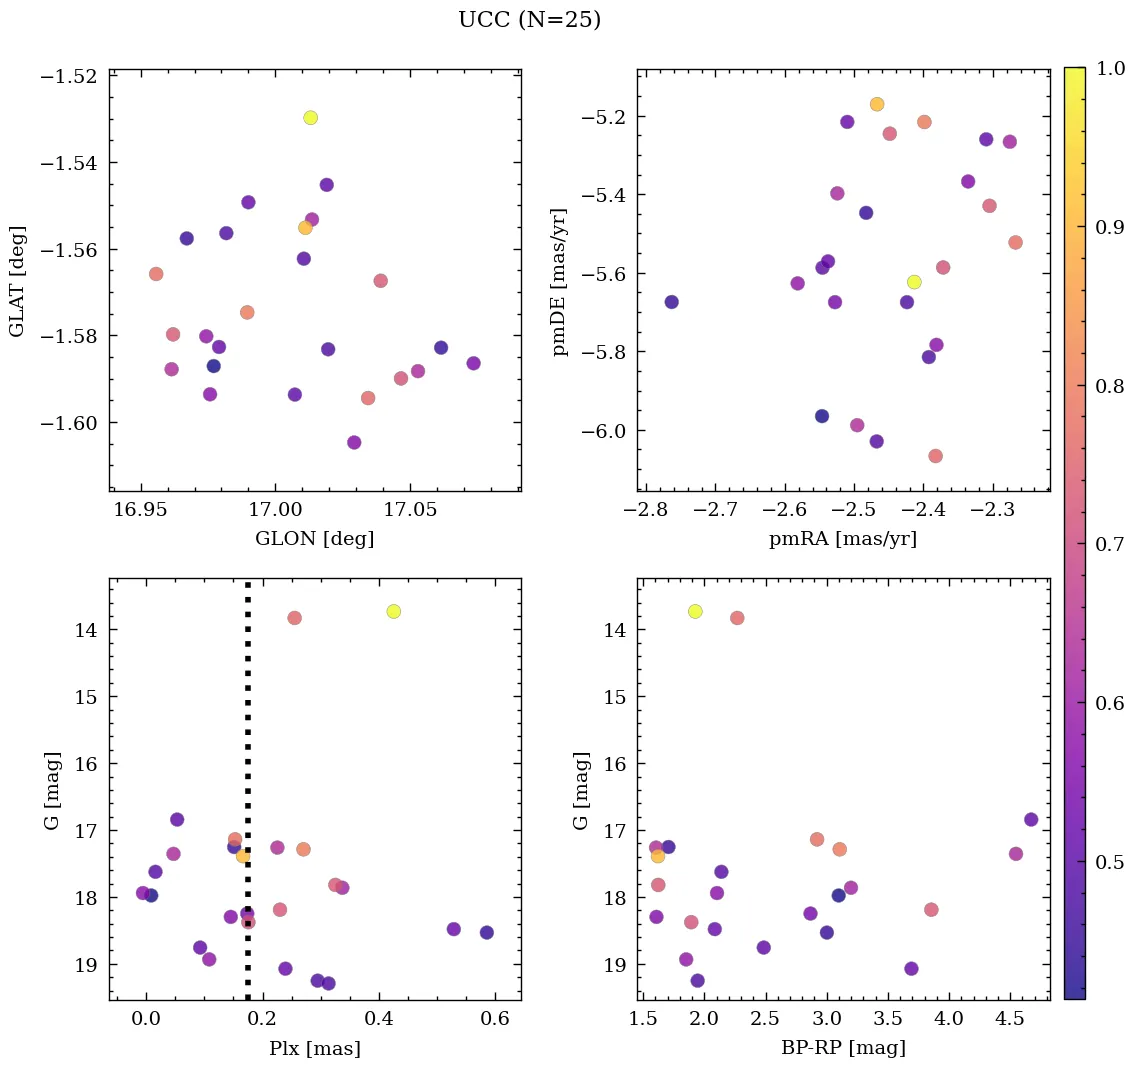 UCC (N=25)
−1.52
−1.54
−1.56
−1.58
−1.60
GLAT [deg]
16.95 17.00 17.05
GLON [deg]
−5.2
−5.4
−5.6
−5.8
−6.0
pmDE [mas/yr]
−2.8 −2.7 −2.6 −2.5 −2.4 −2.3
pmRA [mas/yr]
14
15
16
17
18
19
G [mag]
0.0 0.2 0.4 0.6
Plx [mas]
14
15
16
17
18
19
G [mag]
1.5 2.0 2.5 3.0 3.5 4.0 4.5
BP-RP [mag]
1.0
0.9
0.8
0.7
0.6
0.5